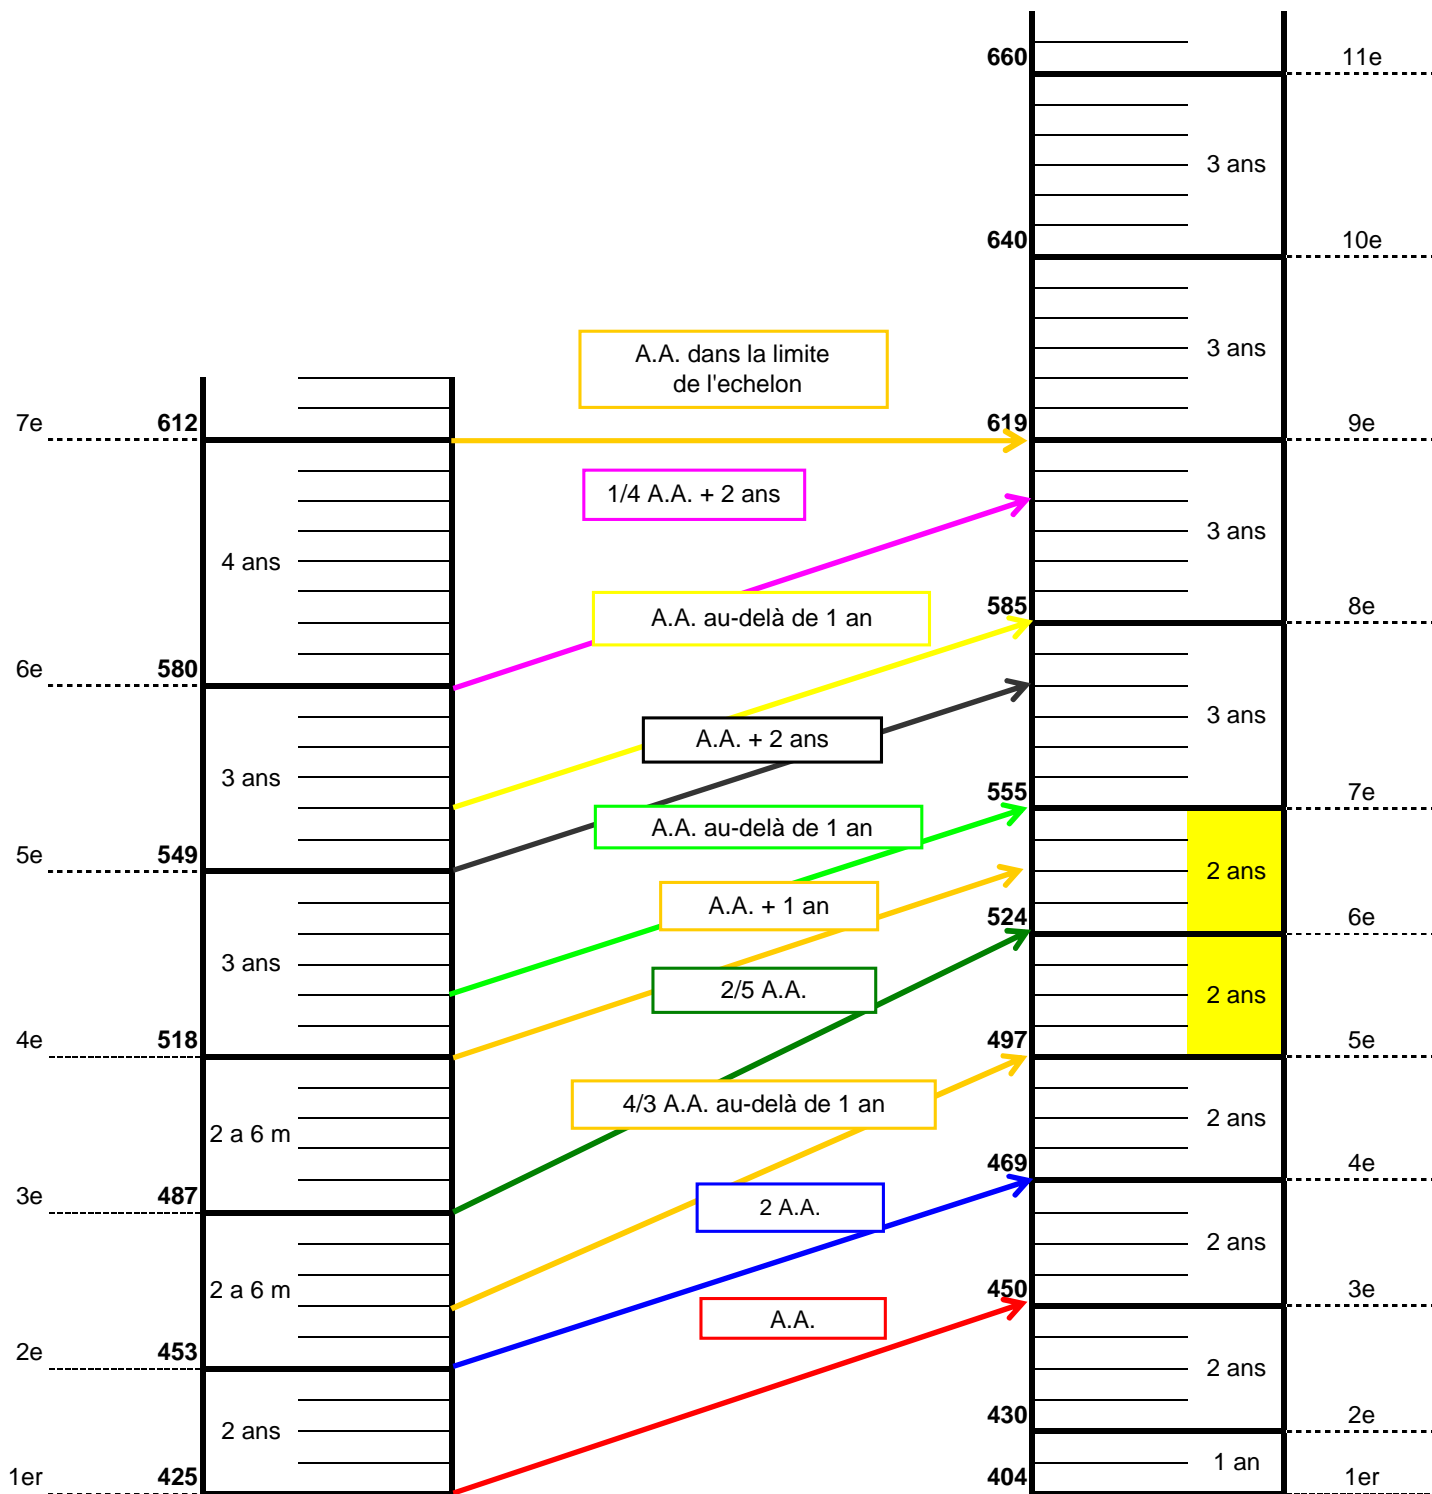 660
11e
3 ans
640
10e
A.A. dans la limite
de l'echelon
3 ans
7e
612
619
9e
1/4 A.A. + 2 ans
3 ans
4 ans
A.A. au-delà de 1 an
585
8e
6e
580
A.A. + 2 ans
3 ans
3 ans
555
7e
A.A. au-delà de 1 an
5e
549
2 ans
A.A. + 1 an
524
6e
3 ans
2/5 A.A.
2 ans
4e
518
497
5e
4/3 A.A. au-delà de 1 an
2 ans
2 a 6 m
469
4e
3e
487
2 A.A.
2 ans
2 a 6 m
450
3e
A.A.
2e
453
2 ans
430
2e
2 ans
1 an
1er
425
404
1er